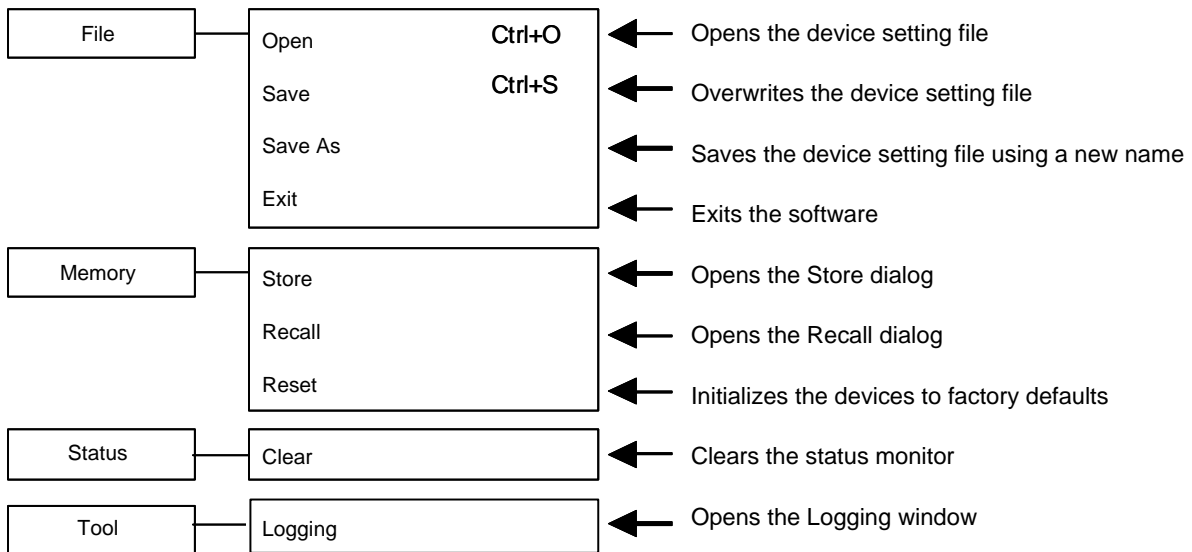 File
Open Ctrl+O Opens the device setting file
Save Ctrl+S Overwrites the device setting file
Save As Saves the device setting file using a new name
Exit Exits the software
Memory
Store Opens the Store dialog
Recall Opens the Recall dialog
Reset Initializes the devices to factory defaults
Status Clear Clears the status monitor
Tool Logging Opens the Logging window